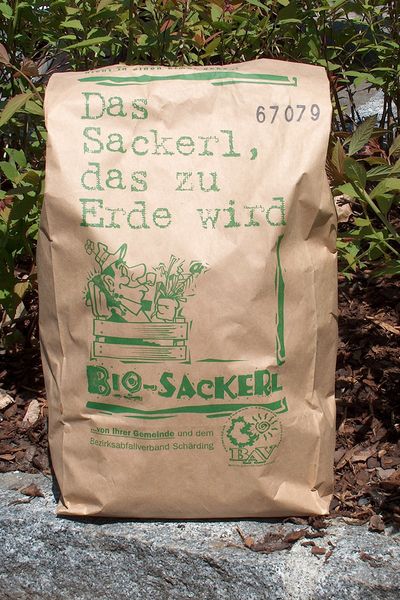 67079
Das
Sackerl,
das zu
Erde wird
BIO-SACKERL
...von Ihrer Gemeinde und dem
Bezirksabfallverband Schärding
BAV